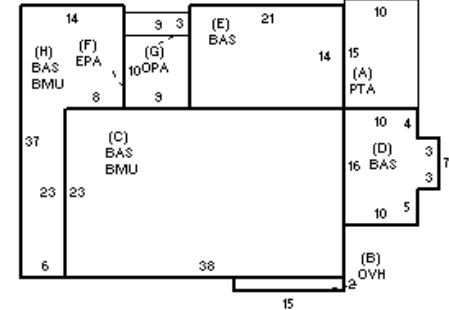 14
9 3
(E)
BAS
21
10
(H)
BAS
BMU
(F)
EPA
(G)
OPA
10
14
15
(A)
PTA
8
9
37
(C)
BAS
BMU
10 4
(D)
BAS
16
3
3
7
23 23
10 5
6
38
(B)
OVH
2
15